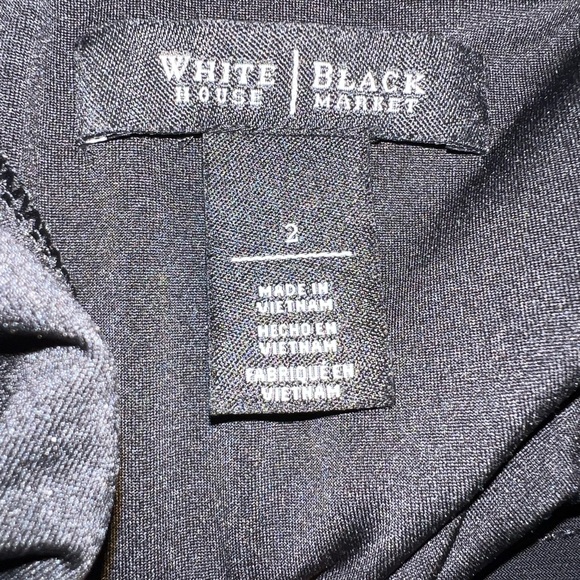 WHITE | BLACK
HOUSE | MARKET
2
MADE IN
VIETNAM
HECHO EN
VIETNAM
FABRIQUE EN
VIETNAM